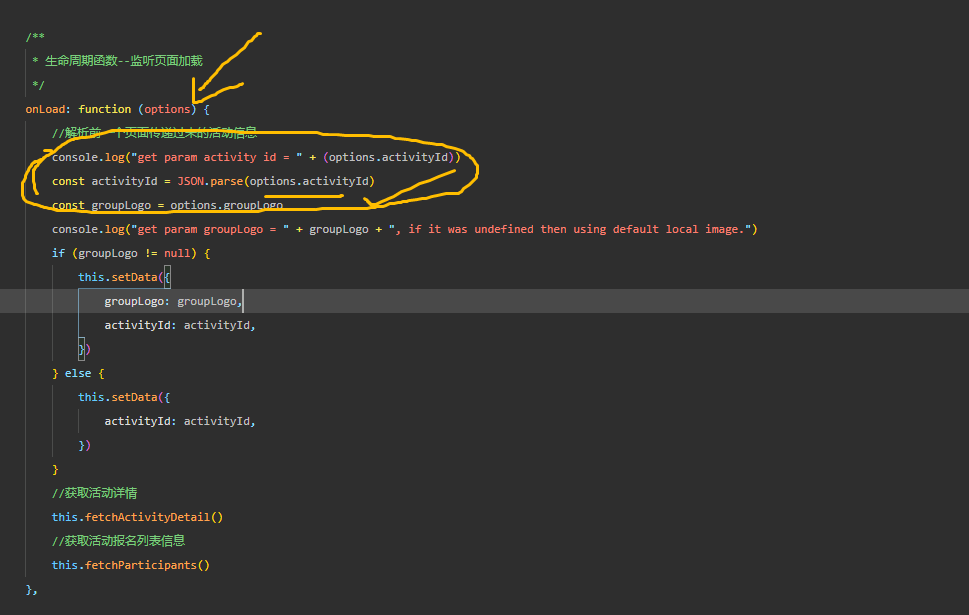 /**
* 生命周期函数--监听页面加载
*/
onLoad: function (options) {
//解析前一个页面传递过来的活动信息
console.log("get param activity id = " + (options.activityId))
const activityId = JSON.parse(options.activityId)
const groupLogo = options.groupLogo
console.log("get param groupLogo = " + groupLogo + ", if it was undefined then using default local image.")
if (groupLogo != null) {
this.setData({
groupLogo: groupLogo,
activityId: activityId,
})
} else {
this.setData({
activityId: activityId,
})
}
//获取活动详情
this.fetchActivityDetail()
//获取活动报名列表信息
this.fetchParticipants()
},